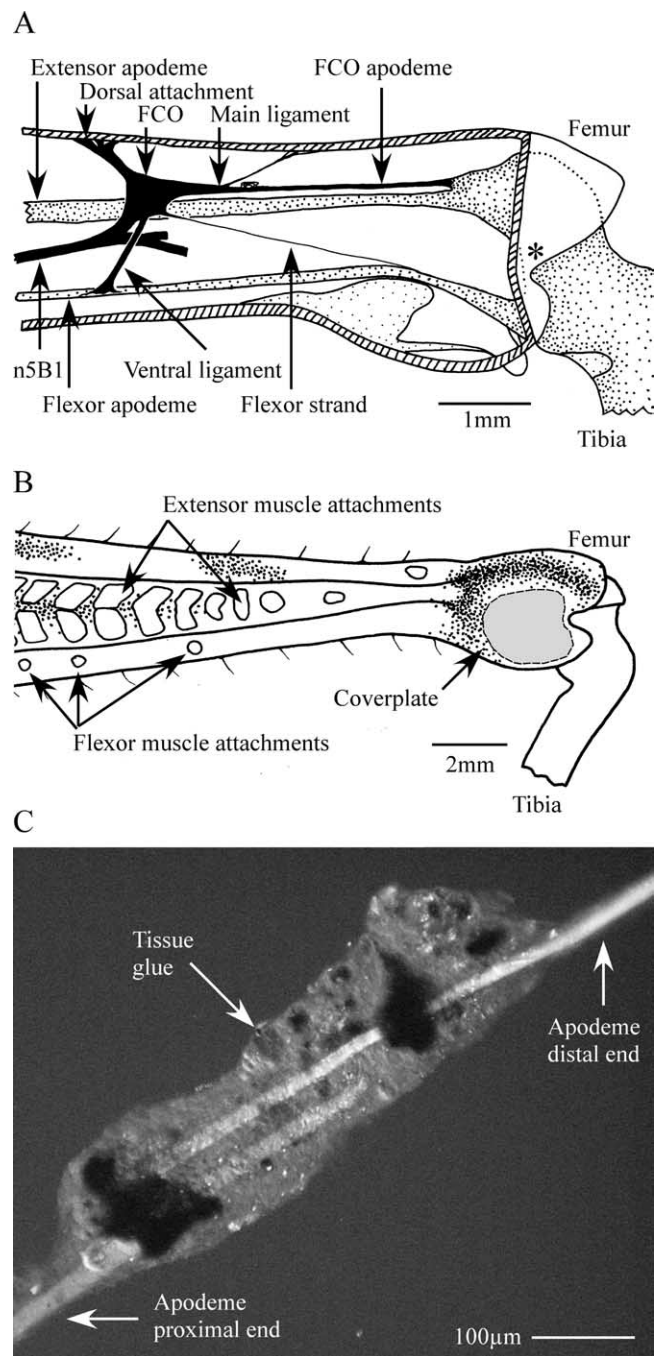 A
Extensor apodeme
Dorsal attachment
FCO
Main ligament
FCO apodeme
Femur
*
n5B1
Ventral ligament
Flexor apodeme
Flexor strand
1mm
Tibia
B
Extensor muscle attachments
Femur
Coverplate
Flexor muscle attachments
2mm
Tibia
C
Tissue
glue
Apodeme
distal end
Apodeme
proximal end
100µm